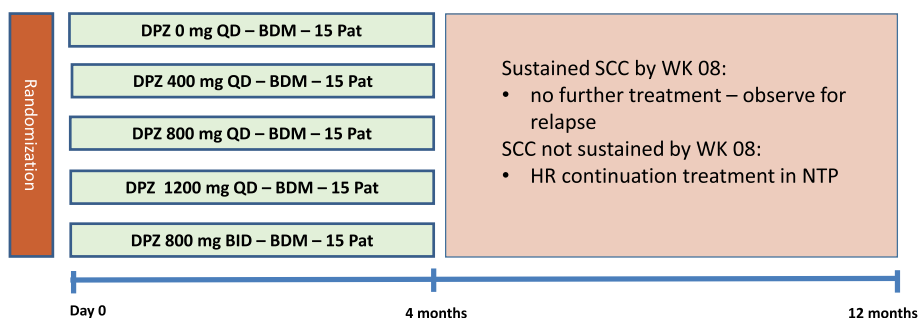 Randomization
DPZ 0 mg QD – BDM – 15 Pat
DPZ 400 mg QD – BDM – 15 Pat
DPZ 800 mg QD – BDM – 15 Pat
DPZ  1200 mg QD – BDM – 15 Pat
DPZ 800 mg BID – BDM – 15 Pat
Sustained SCC by WK 08:
• no further treatment – observe for
relapse
SCC not sustained by WK 08:
• HR continuation treatment in NTP
Day 0
4 months
12 months